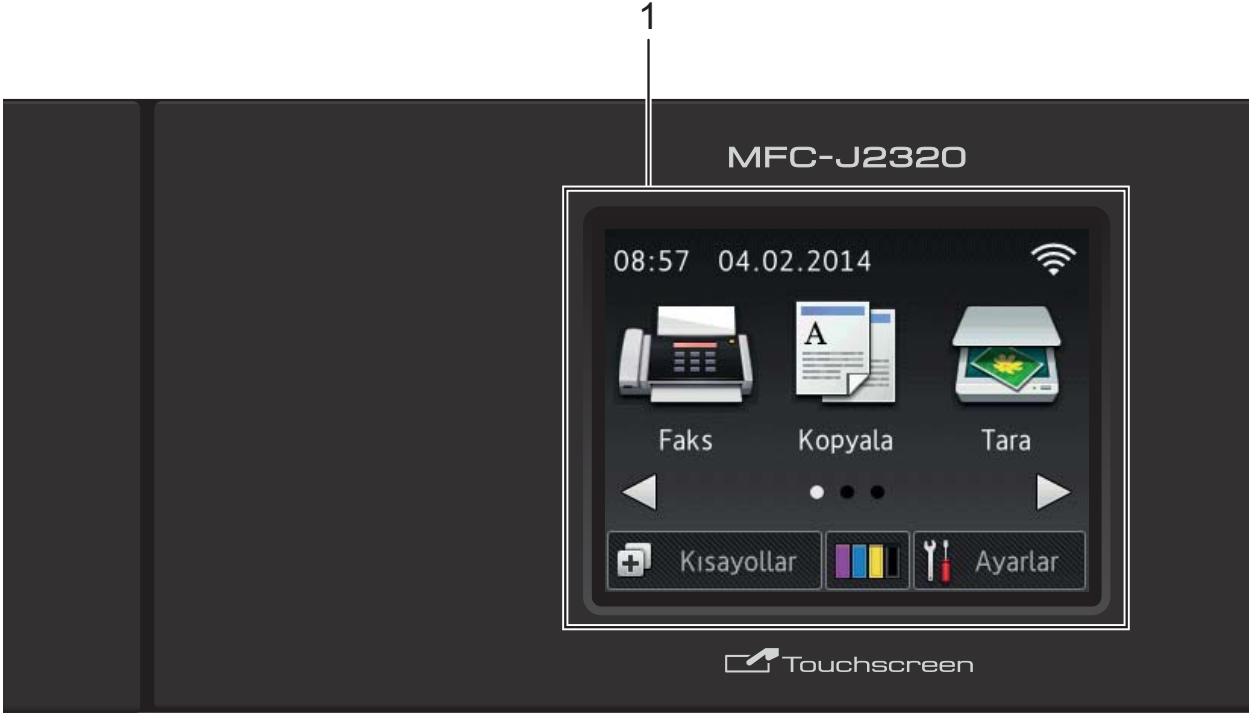 1
MFC-J2320
08:57 04.02.2014
A
Faks Kopyala Tara
Kısayollar Ayarlar
Touchscreen